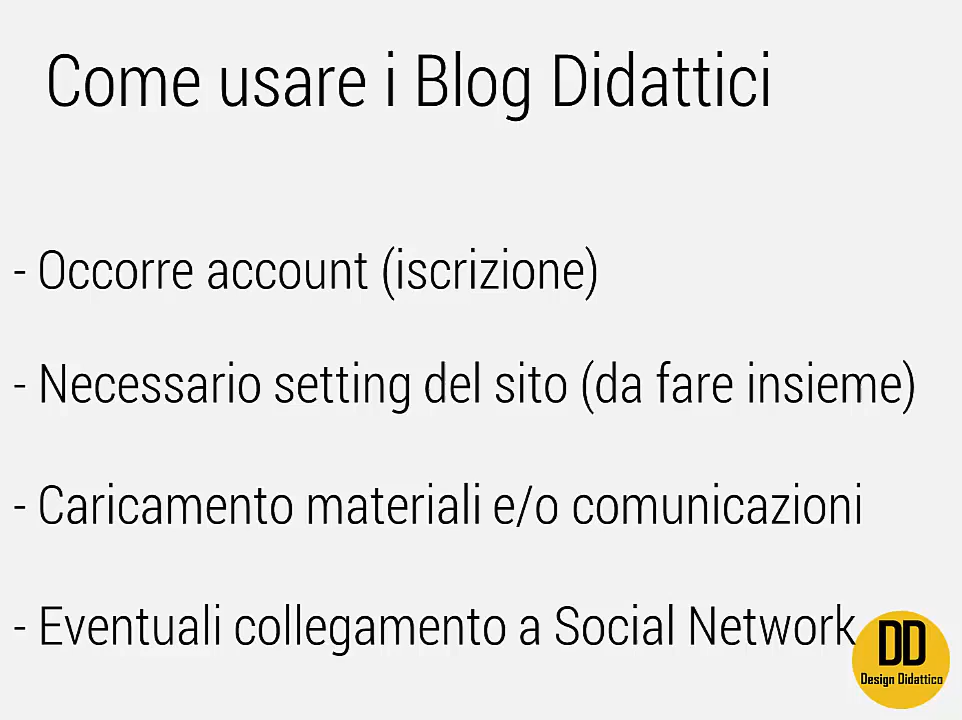 Come usare i Blog Didattici
- Occorre account (iscrizione)
- Necessario setting del sito (da fare insieme)
- Caricamento materiali e/o comunicazioni
- Eventuali collegamento a Social Network
DD
Design Didattico